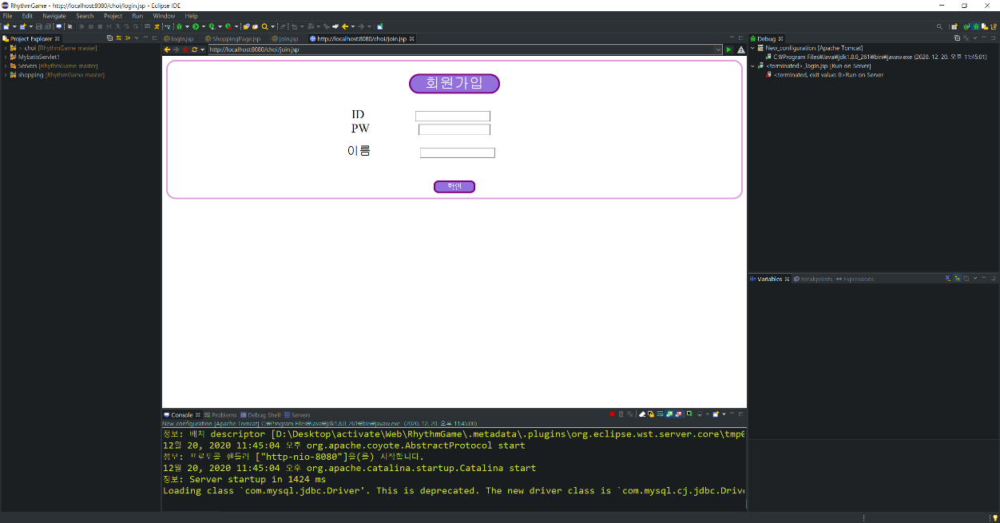 RhythmGame - http://localhost:8080/choi/login.jsp - Eclipse IDE
File Edit Navigate Search Project Run Window Help
Project Explorer
login.jsp ShoppingPage.jsp join.jsp http://localhost:8080/choi/join.jsp
Debug
> choi [RhythmGame master]
MybatisServlet1
Servers [RhythmGame master]
shopping [RhythmGame master]
http://localhost:8080/choi/join.jsp
회원가입
ID
PW
이름
확인
New_configuration [Apache Tomcat]
C:₩Program Files₩Java₩jdk1.8.0_261₩bin₩javaw.exe (2020. 12. 20. 오후 11:45:01)
<terminated>_login.jsp [Run on Server]
<terminated, exit value: 0>Run on Server
Variables Breakpoints Expressions
Console Problems Debug Shell Servers
New_configuration [Apache Tomcat] C:₩Program Files₩Java₩jdk1.8.0_261₩bin₩javaw.exe (2020. 12. 20. 오후 11:45:00)
정보: 배치 descriptor [D:\Desktop\activate\Web\RhythmGame\.metadata\.plugins\org.eclipse.wst.server.core\tmp0
12월 20, 2020 11:45:04 오후 org.apache.coyote.AbstractProtocol start
정보: 프로토콜 핸들러 ["http-nio-8080"]을(를) 시작합니다.
12월 20, 2020 11:45:04 오후 org.apache.catalina.startup.Catalina start
정보: Server startup in 1424 ms
Loading class `com.mysql.jdbc.Driver'. This is deprecated. The new driver class is `com.mysql.cj.jdbc.Drive